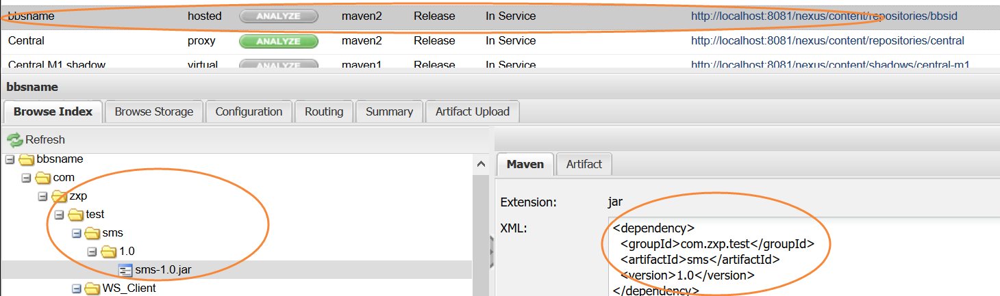 bbsname hosted ANALYZE maven2 Release In Service http://localhost:8081/nexus/content/repositories/bbsid
Central proxy ANALYZE maven2 Release In Service http://localhost:8081/nexus/content/repositories/central
Central M1 shadow virtual ANALYZE maven1 Release In Service http://localhost:8081/nexus/content/shadows/central-m1
bbsname
Browse Index Browse Storage Configuration Routing Summary Artifact Upload
Refresh
bbsname
com
zxp
test
sms
1.0
sms-1.0.jar
WS_Client
Maven Artifact
Extension: jar
XML: <dependency>
<groupId>com.zxp.test</groupId>
<artifactId>sms</artifactId>
<version>1.0</version>
</dependency>